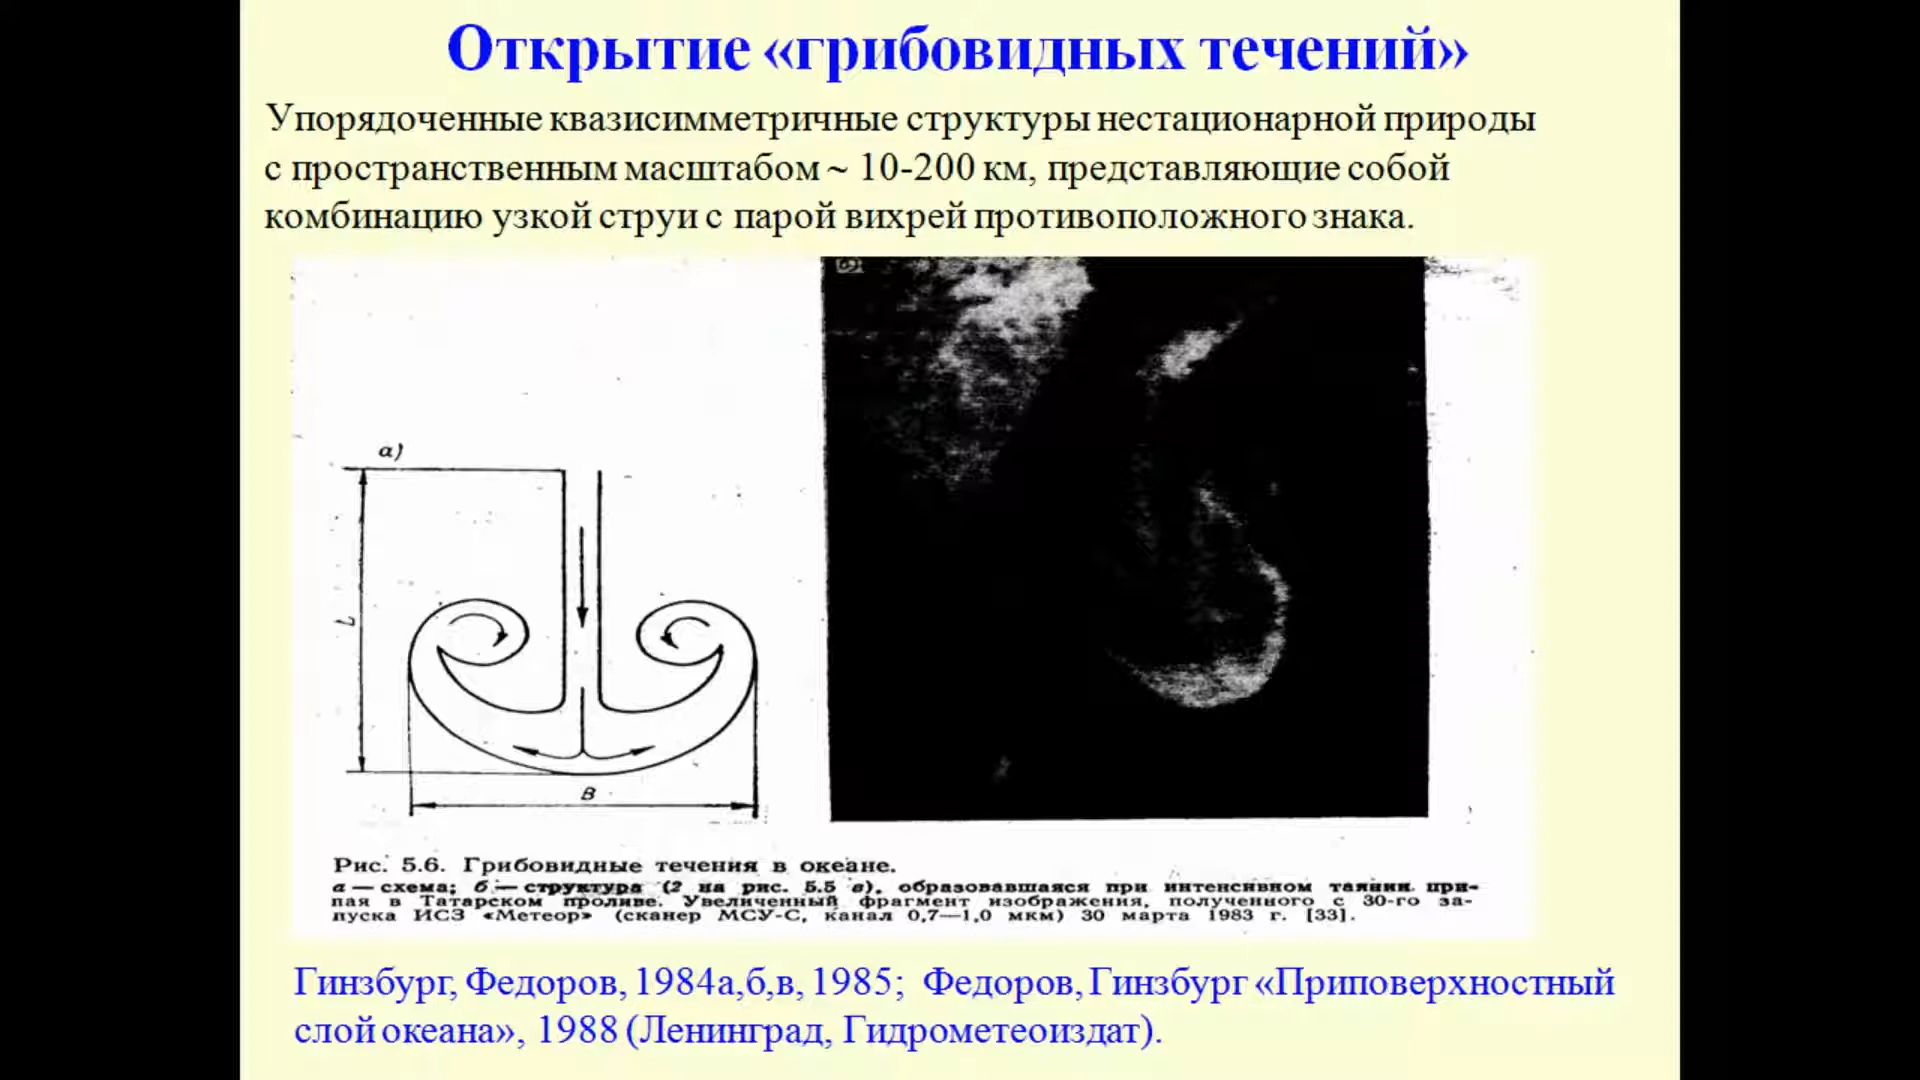 Открытие «грибовидных течений»
Упорядоченные квазисимметричные структуры нестационарной природы
с пространственным масштабом ~ 10-200 км, представляющие собой
комбинацию узкой струи с парой вихрей противоположного знака.
б)
а)
L
B
Рис. 5.6. Грибовидные течения в океане.
а — схема; б — структура (2 на рис. 5.5 в), образовавшаяся при интенсивном таянии при-
пая в Татарском проливе. Увеличенный фрагмент изображения, полученного с 30-го за-
пуска ИСЗ «Метеор» (сканер МСУ-С, канал 0,7—1,0 мкм) 30 марта 1983 г. [33].
Гинзбург, Федоров, 1984а,б,в, 1985; Федоров, Гинзбург «Приповерхностный
слой океана», 1988 (Ленинград, Гидрометеоиздат).